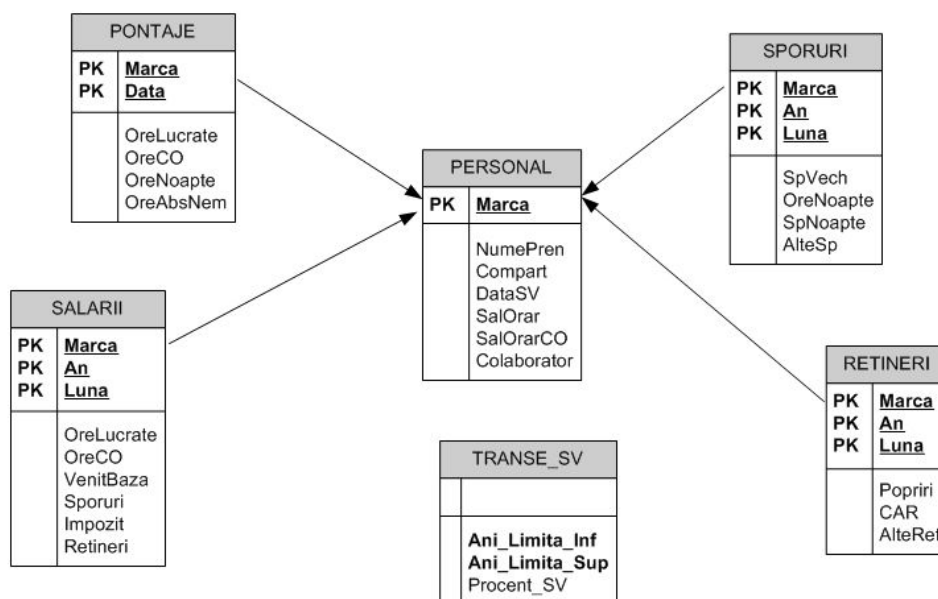 PONTAJE
PK Marca
PK Data
OreLucrate
OreCO
OreNoapte
OreAbsNem
SPORURI
PK Marca
PK An
PK Luna
SpVech
OreNoapte
SpNoapte
AlteSp
PERSONAL
PK Marca
NumePren
Compart
DataSV
SalOrar
SalOrarCO
Colaborator
SALARII
PK Marca
PK An
PK Luna
OreLucrate
OreCO
VenitBaza
Sporuri
Impozit
Retineri
RETINERI
PK Marca
PK An
PK Luna
Popriri
CAR
AlteRet
TRANSE_SV
Ani_Limita_Inf
Ani_Limita_Sup
Procent_SV